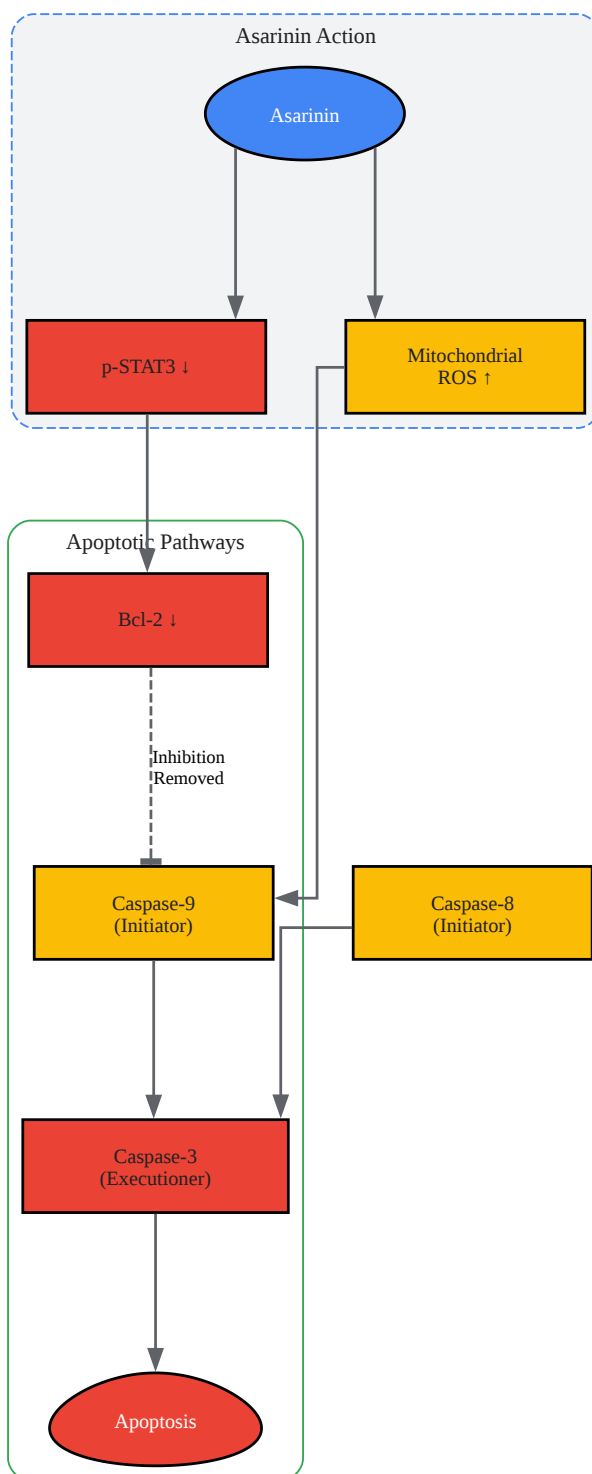 Asarinin Action
Asarinin
p-STAT3 ↓
Mitochondrial
ROS ↑
Apoptotic Pathways
Bcl-2 ↓
Inhibition
Removed
Caspase-9
(Initiator)
Caspase-8
(Initiator)
Caspase-3
(Executioner)
Apoptosis